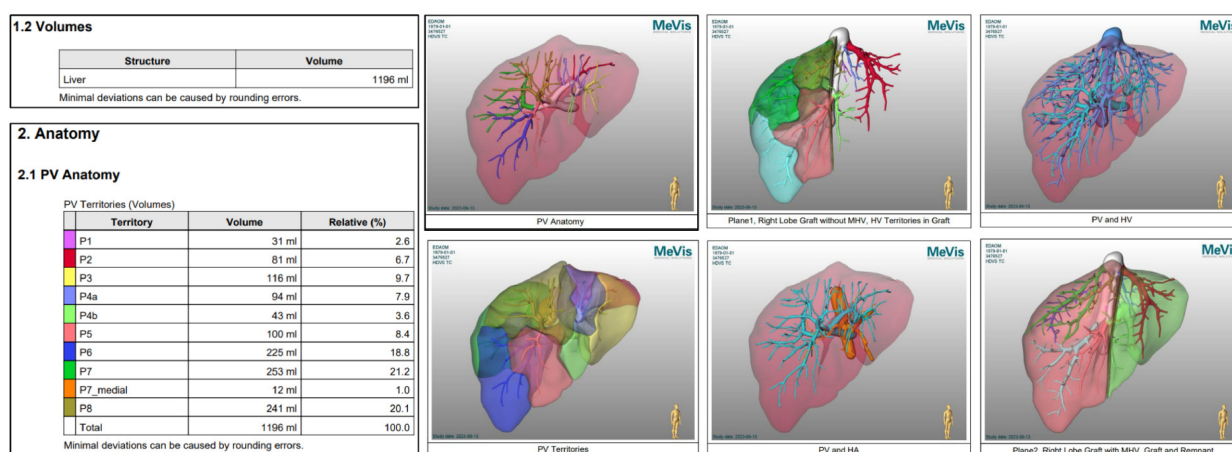 1.2 Volumes
Structure Volume
Liver 1196 ml
Minimal deviations can be caused by rounding errors.
2. Anatomy
2.1 PV Anatomy
PV Territories (Volumes)
Territory Volume Relative (%)
P1 31 ml 2.6
P2 81 ml 6.7
P3 116 ml 9.7
P4a 94 ml 7.9
P4b 43 ml 3.6
P5 100 ml 8.4
P6 225 ml 18.8
P7 253 ml 21.2
P7_medial 12 ml 1.0
P8 241 ml 20.1
Total 1196 ml 100.0
Minimal deviations can be caused by rounding errors.
MeVis
PV Anatomy
MeVis
Plane1, Right Lobe Graft without MHV, HV Territories in Graft
MeVis
PV and HV
MeVis
PV Territories
MeVis
PV and HA
MeVis
Plane2, Right Lobe Graft with MHV, Graft and Remnant